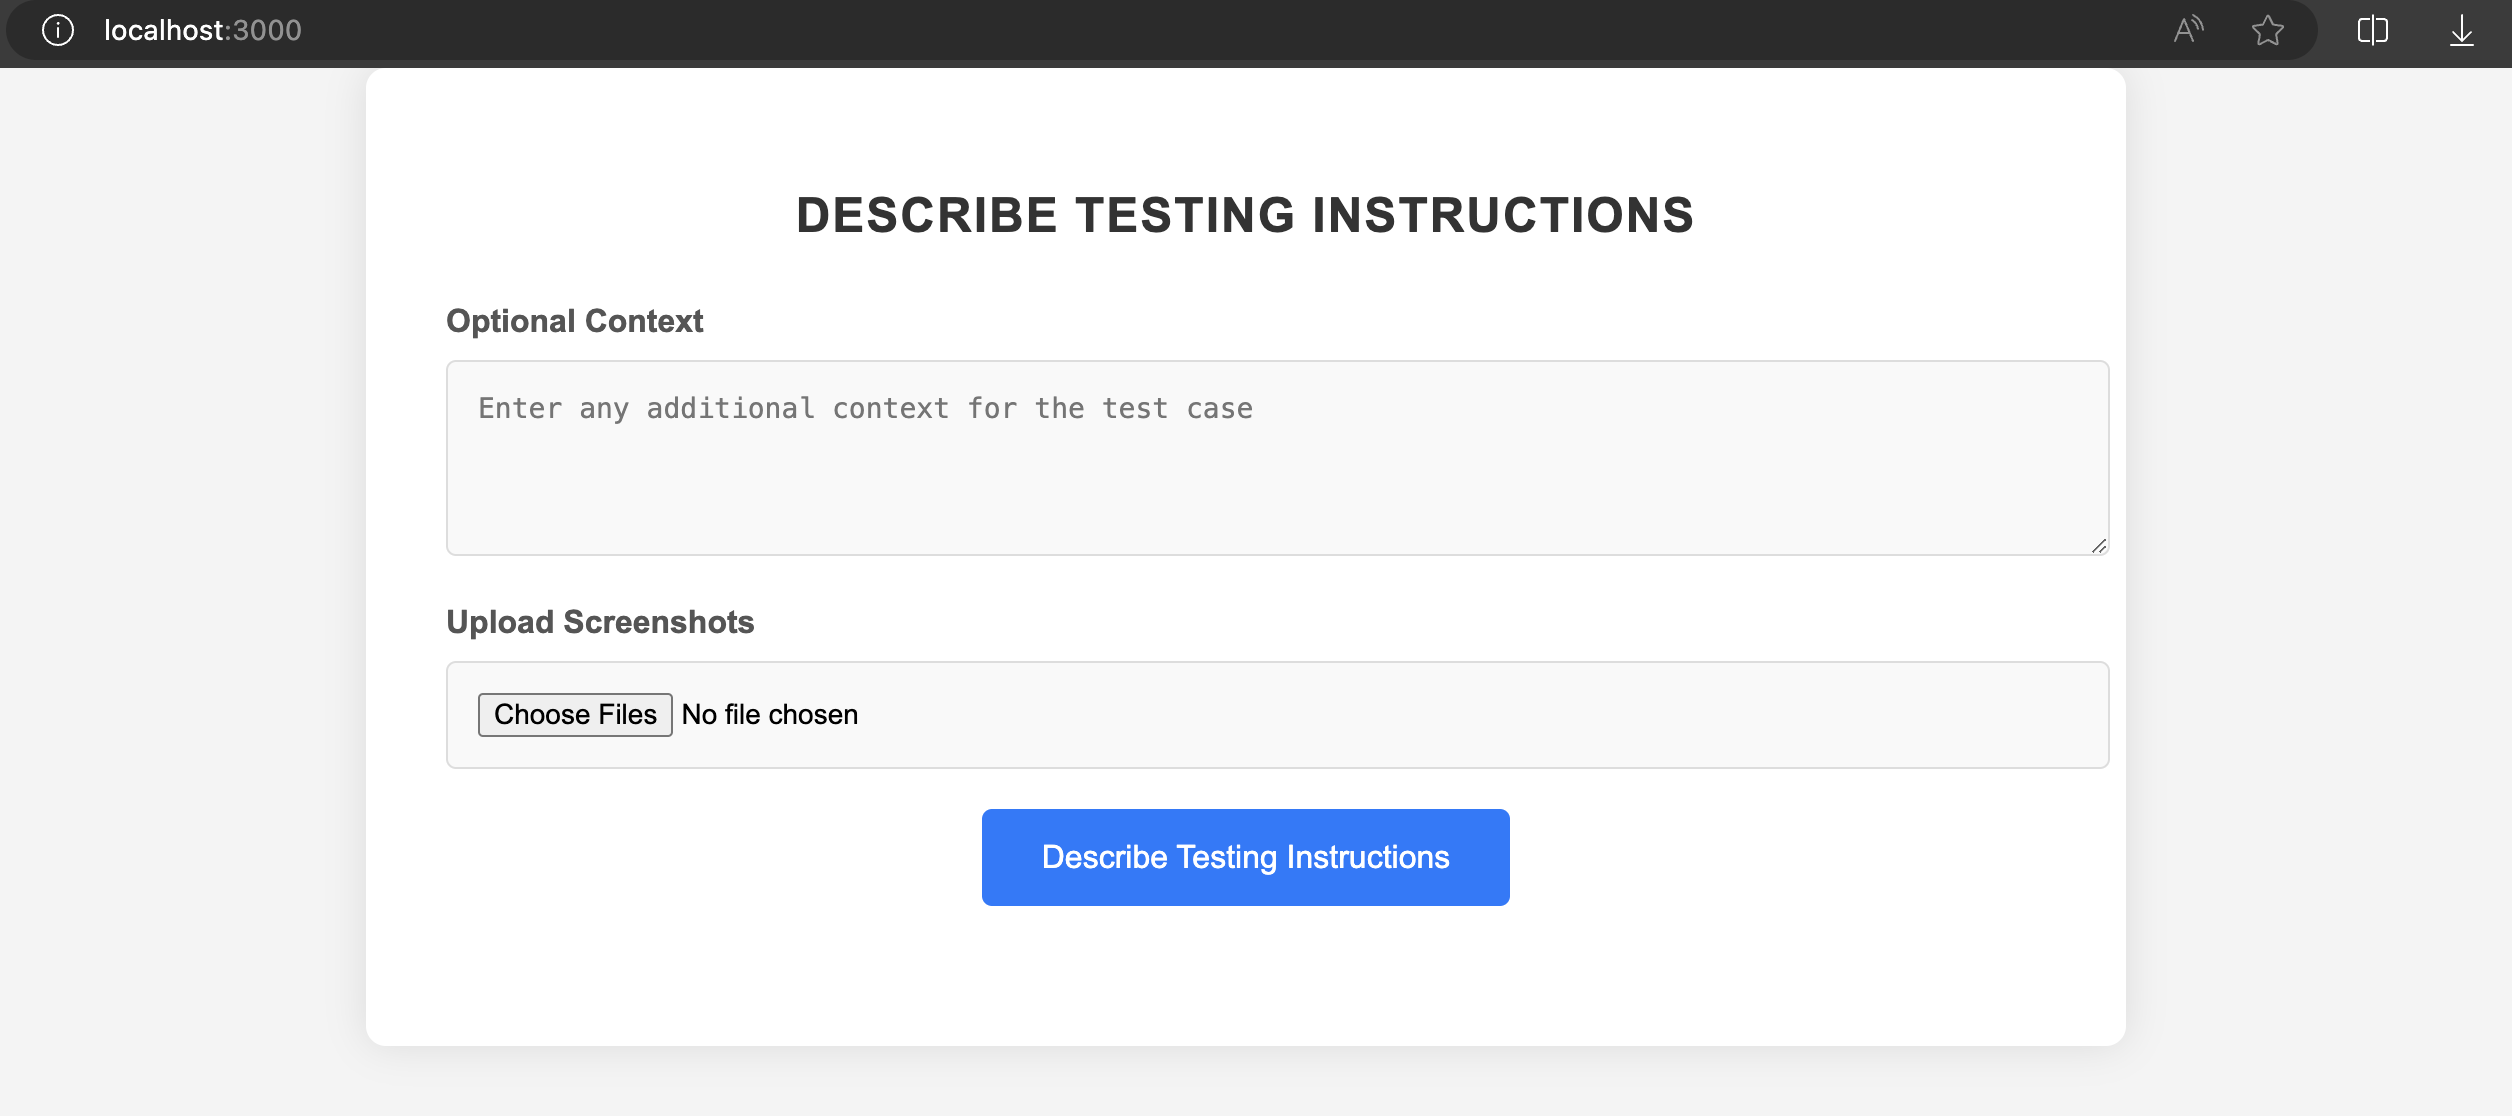 localhost:3000
DESCRIBE TESTING INSTRUCTIONS
Optional Context
Enter any additional context for the test case
Upload Screenshots
Choose Files No file chosen
Describe Testing Instructions